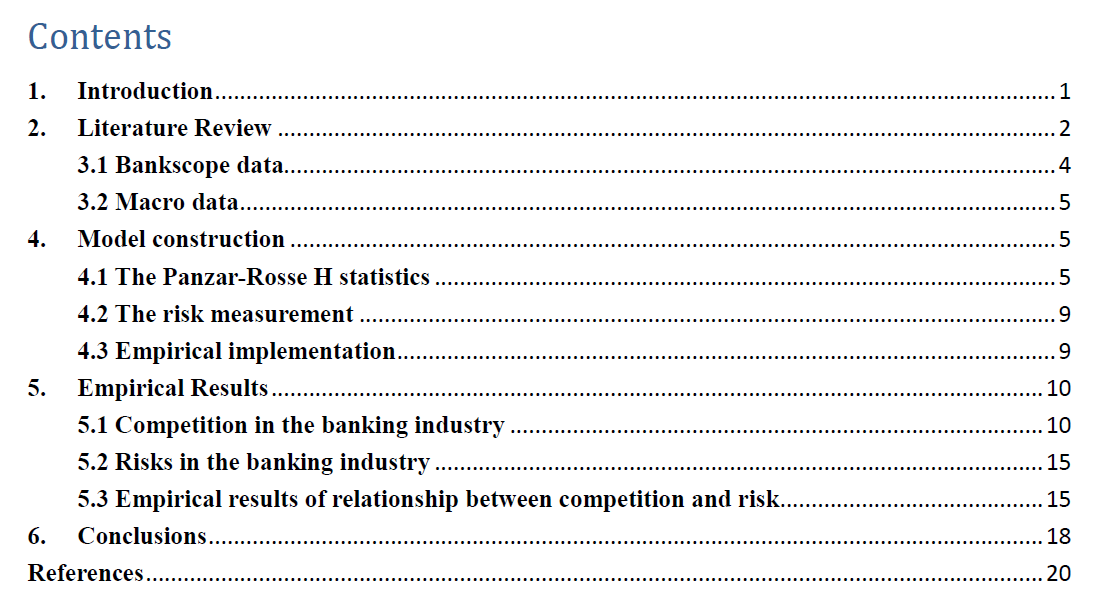 Contents
1. Introduction........................................................................................................................................1
2. Literature Review ..............................................................................................................................2
3.1 Bankscope data............................................................................................................................4
3.2 Macro data...................................................................................................................................5
4. Model construction ............................................................................................................................5
4.1 The Panzar-Rosse H statistics ....................................................................................................5
4.2 The risk measurement ................................................................................................................9
4.3 Empirical implementation..........................................................................................................9
5. Empirical Results .............................................................................................................................10
5.1 Competition in the banking industry ......................................................................................10
5.2 Risks in the banking industry ..................................................................................................15
5.3 Empirical results of relationship between competition and risk...........................................15
6. Conclusions.......................................................................................................................................18
References.................................................................................................................................................20